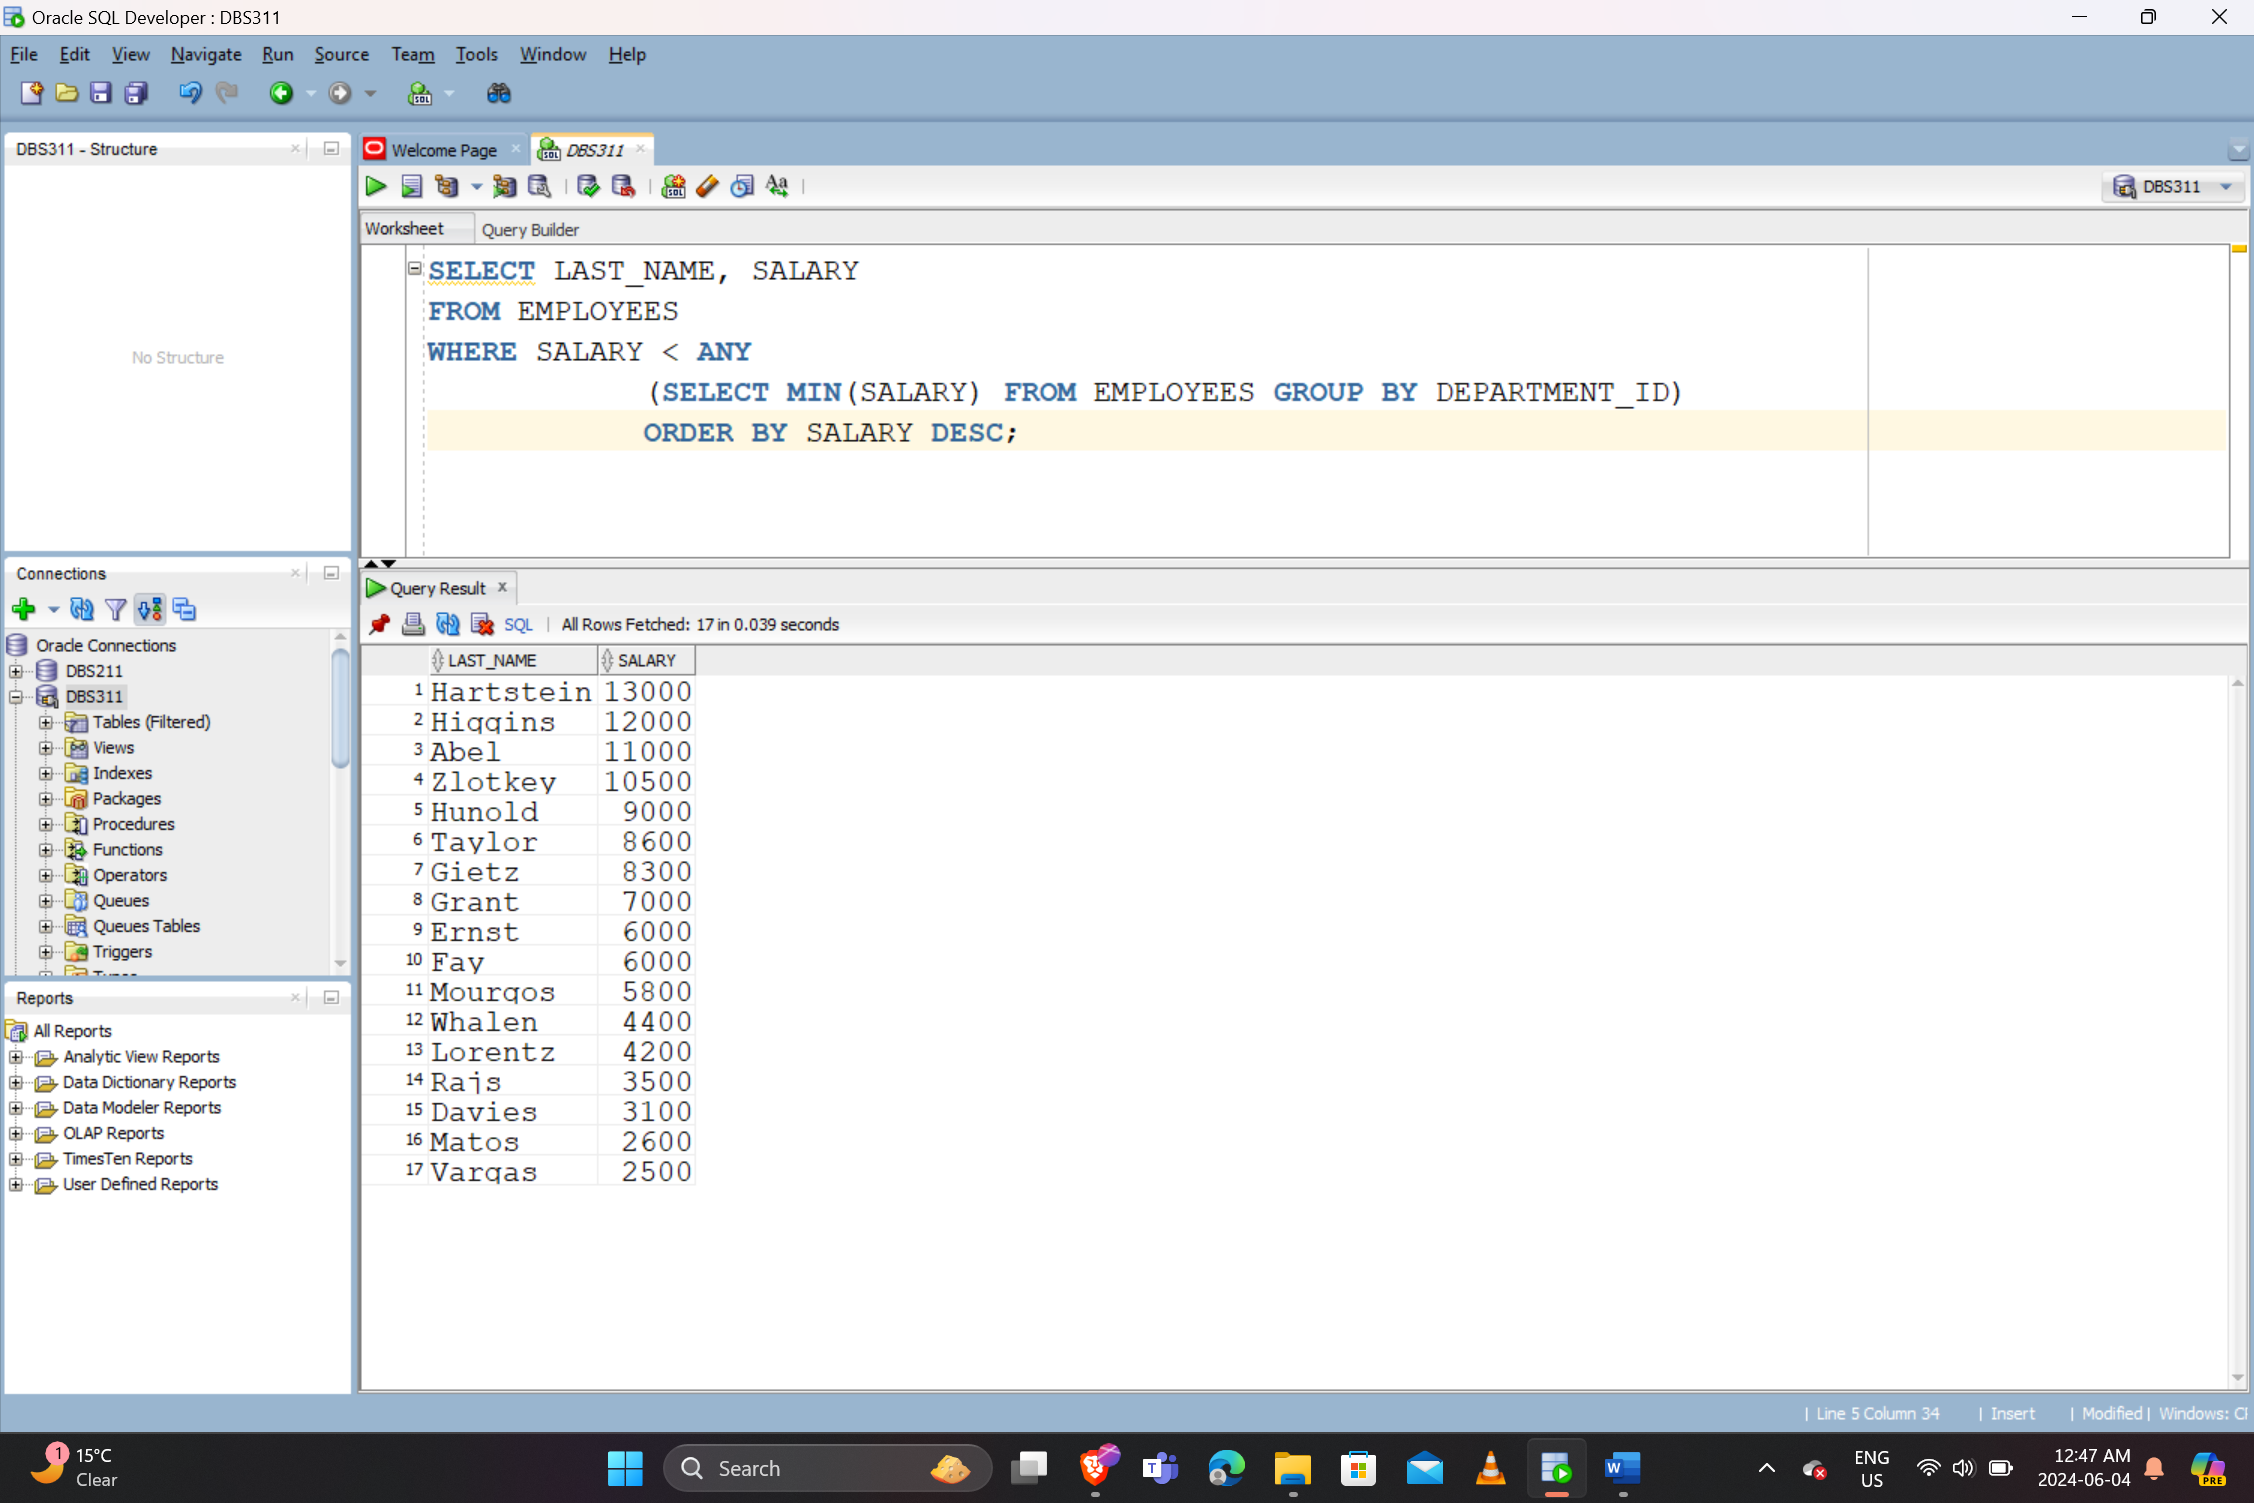 Oracle SQL Developer : DBS311
File Edit View Navigate Run Source Team Tools Window Help
DBS311 - Structure
No Structure
Welcome Page
DBS311
DBS311
Worksheet Query Builder
SELECT LAST_NAME, SALARY
FROM EMPLOYEES
WHERE SALARY < ANY
(SELECT MIN(SALARY) FROM EMPLOYEES GROUP BY DEPARTMENT_ID)
ORDER BY SALARY DESC;
Connections
Oracle Connections
DBS211
DBS311
Tables (Filtered)
Views
Indexes
Packages
Procedures
Functions
Operators
Queues
Queues Tables
Triggers
Reports
All Reports
Analytic View Reports
Data Dictionary Reports
Data Modeler Reports
OLAP Reports
TimesTen Reports
User Defined Reports
Query Result
SQL | All Rows Fetched: 17 in 0.039 seconds
LAST_NAME SALARY
1 Hartstein 13000
2 Higgins 12000
3 Abel 11000
4 Zlotkey 10500
5 Hunold 9000
6 Taylor 8600
7 Gietz 8300
8 Grant 7000
9 Ernst 6000
10 Fay 6000
11 Mourgos 5800
12 Whalen 4400
13 Lorentz 4200
14 Rajs 3500
15 Davies 3100
16 Matos 2600
17 Vargas 2500
| Line 5 Column 34 | Insert | Modified | Windows:
1
15°C
Clear
Search
ENG
US
12:47 AM
2024-06-04
PRE